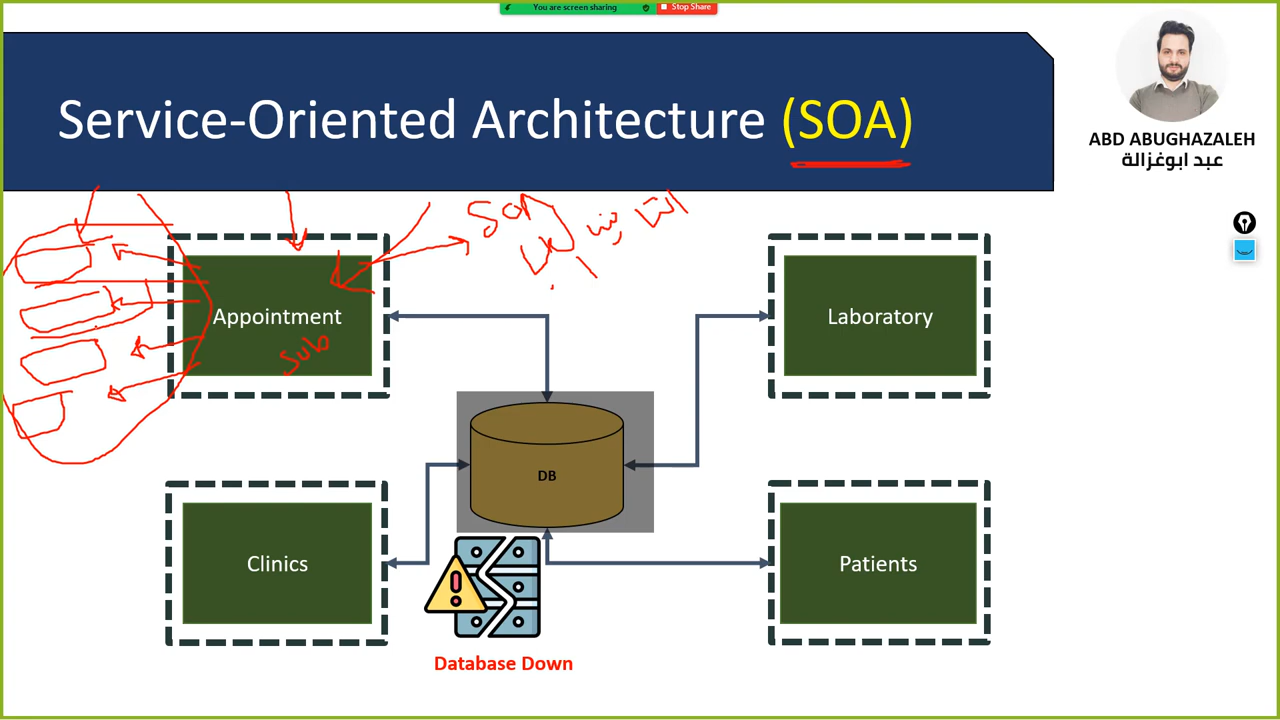 You are screen sharing
Stop Share
Service-Oriented Architecture (SOA)
ABD ABUGHAZALEH
عبد ابوغزالة
SOA
Appointment
Sub
Laboratory
DB
Clinics
Patients
Database Down